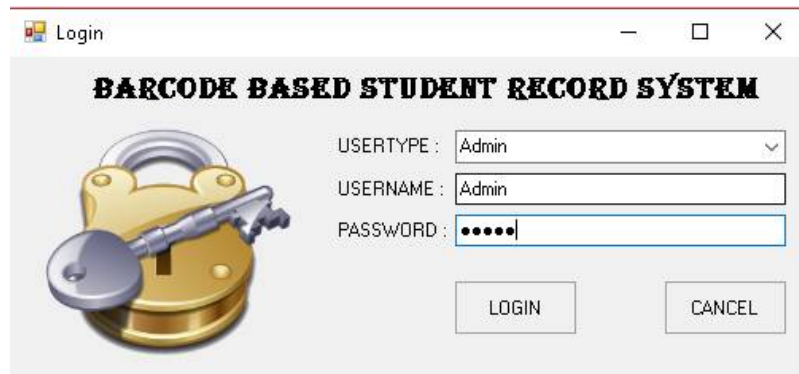 Login
BARCODE BASED STUDENT RECORD SYSTEM
USERTYPE : Admin
USERNAME : Admin
PASSWORD : •••••
LOGIN CANCEL